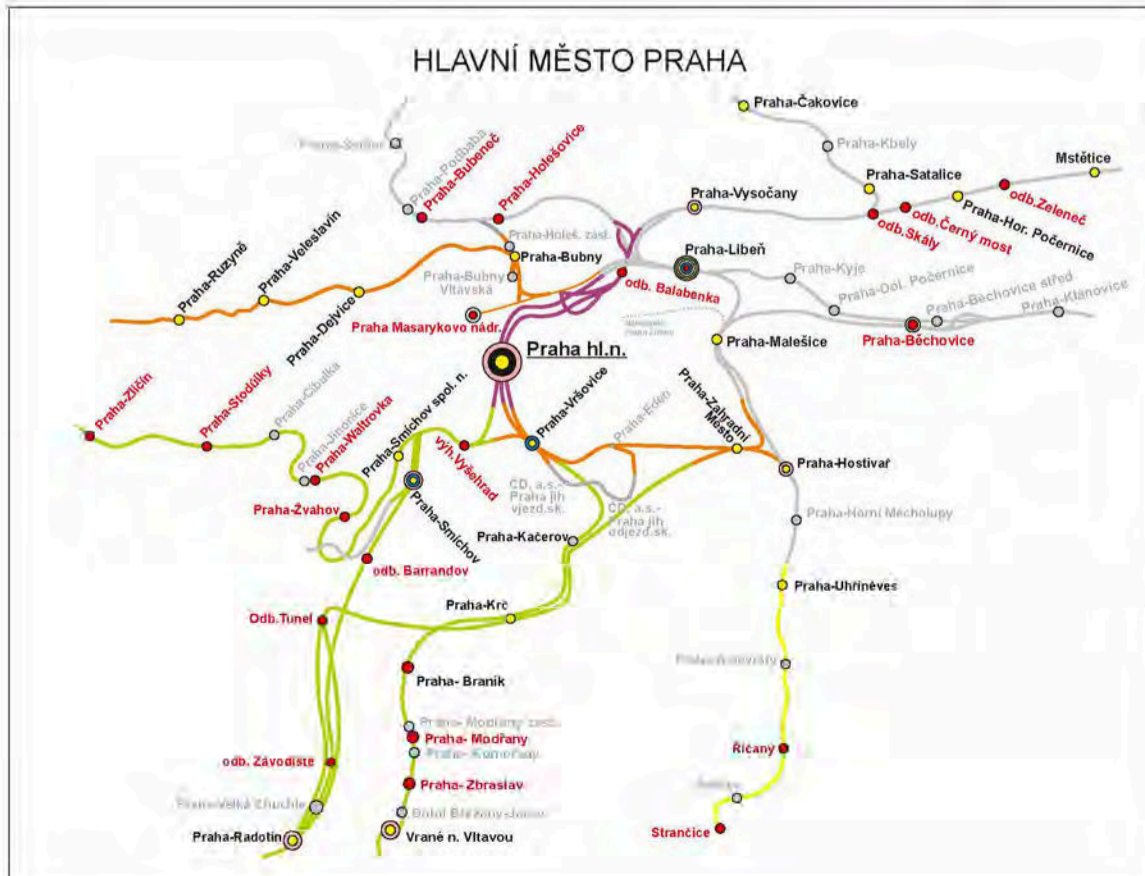 HLAVNÍ MĚSTO PRAHA
Praha-Čakovice
Praha-Kbely
Praha-Podbaba
Praha-Bubeneč
Praha-Holešovice
Mstětice
Praha-Satalice
Praha-Vysočany
odb.Zeleneč
odb.Černý most
Praha-Hor. Počernice
odb.Skály
Praha-Ruzyně
Praha-Veleslavín
Praha-Holeš. zast.
Praha-Bubny
Praha-Libeň
Praha-Kyje
Praha-Bubny
Vltavská
odb. Balabenka
Praha-Dol. Počernice
Praha-Běchovice střed
Praha-Klánovice
Praha-Dejvice
Praha Masarykovo nádr.
Praha-Běchovice
Praha-Malešice
Praha hl.n.
Praha-Zličín
Praha-Stodůlky
Praha-Cibulka
Praha-Jinonice
Praha-Waltrovka
Praha-Smíchov spol. n.
Praha-Vršovice
Praha-Eden
Praha-Zahradní
Město
výh.Vyšehrad
Praha-Hostivař
ČD, a.s.-
Praha jih
vjezd.sk.
ČD, a.s.-
Praha jih
odjezd.sk.
Praha-Žvahov
Praha-Smíchov
Praha-Horní Měcholupy
Praha-Kačerov
odb. Barrandov
Praha-Uhříněves
Praha-Krč
Odb.Tunel
Praha- Braník
Praha- Modřany zast.
Praha- Modřany
Praha- Komořany
Říčany
odb. Závodiště
Praha- Zbraslav
Praha-Velká Chuchle
Praha-Radotín
Vrané n. Vltavou
Strančice